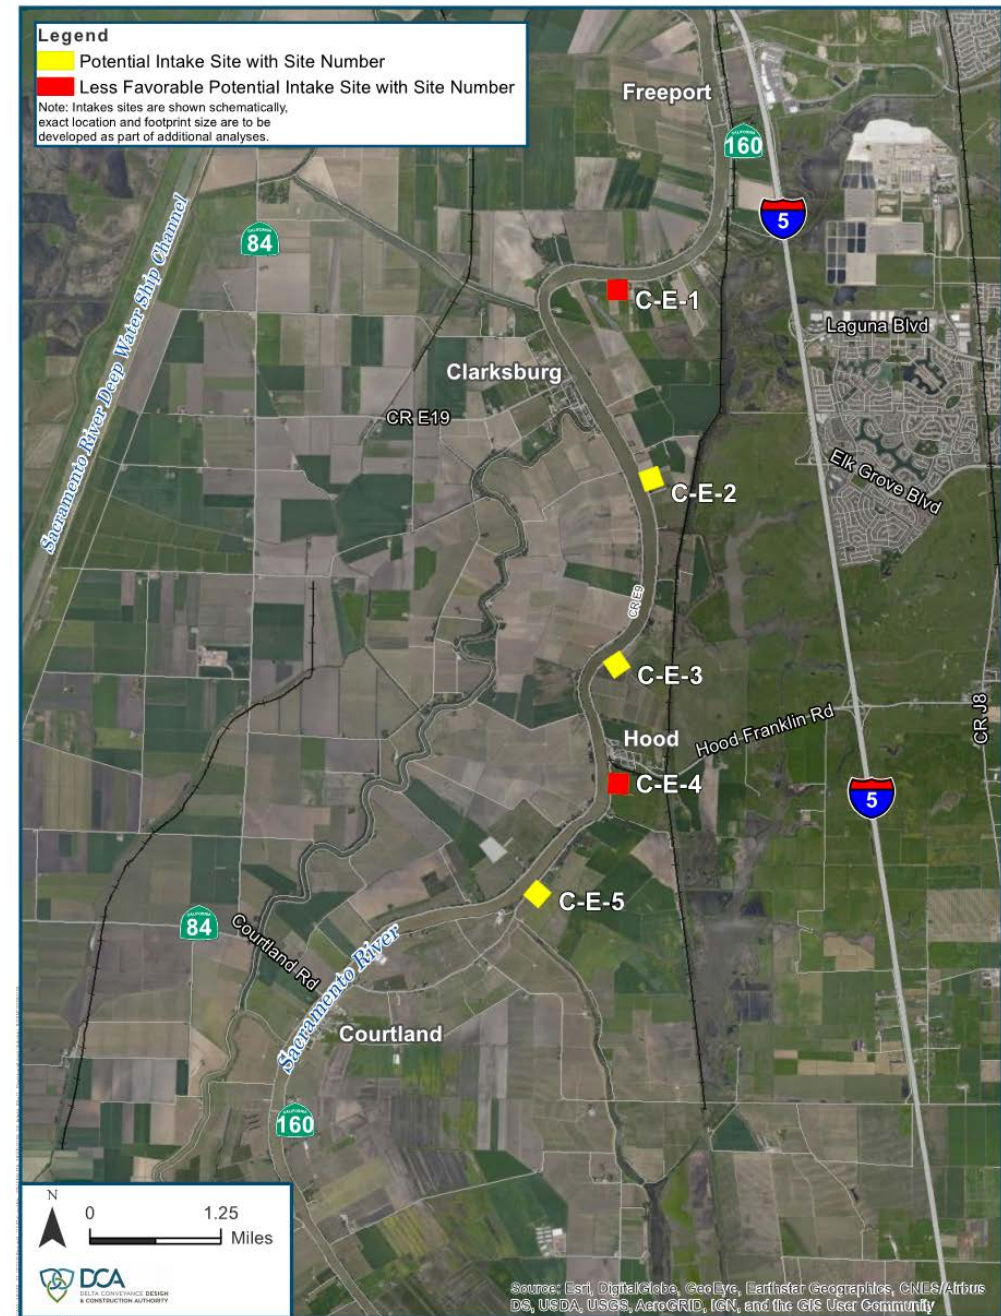 Legend
Potential Intake Site with Site Number
Less Favorable Potential Intake Site with Site Number
Note: Intakes sites are shown schematically,
exact location and footprint size are to be
developed as part of additional analyses.
Freeport
CALIFORNIA
160
5
CALIFORNIA
84
Sacramento River Deep Water Ship Channel
C-E-1
Laguna Blvd
Clarksburg
CR E19
Elk Grove Blvd
C-E-2
CR E9
C-E-3
Hood
Hood Franklin Rd
CR J8
C-E-4
5
C-E-5
CALIFORNIA
84
Courtland Rd
Sacramento River
Courtland
CALIFORNIA
160
N
0 1.25
Miles
DCA
DELTA CONVEYANCE DESIGN
& CONSTRUCTION AUTHORITY
Source: Esri, DigitalGlobe, GeoEye, Earthstar Geographics, CNES/Airbus
DS, USDA, USGS, AeroGRID, IGN, and the GIS User Community